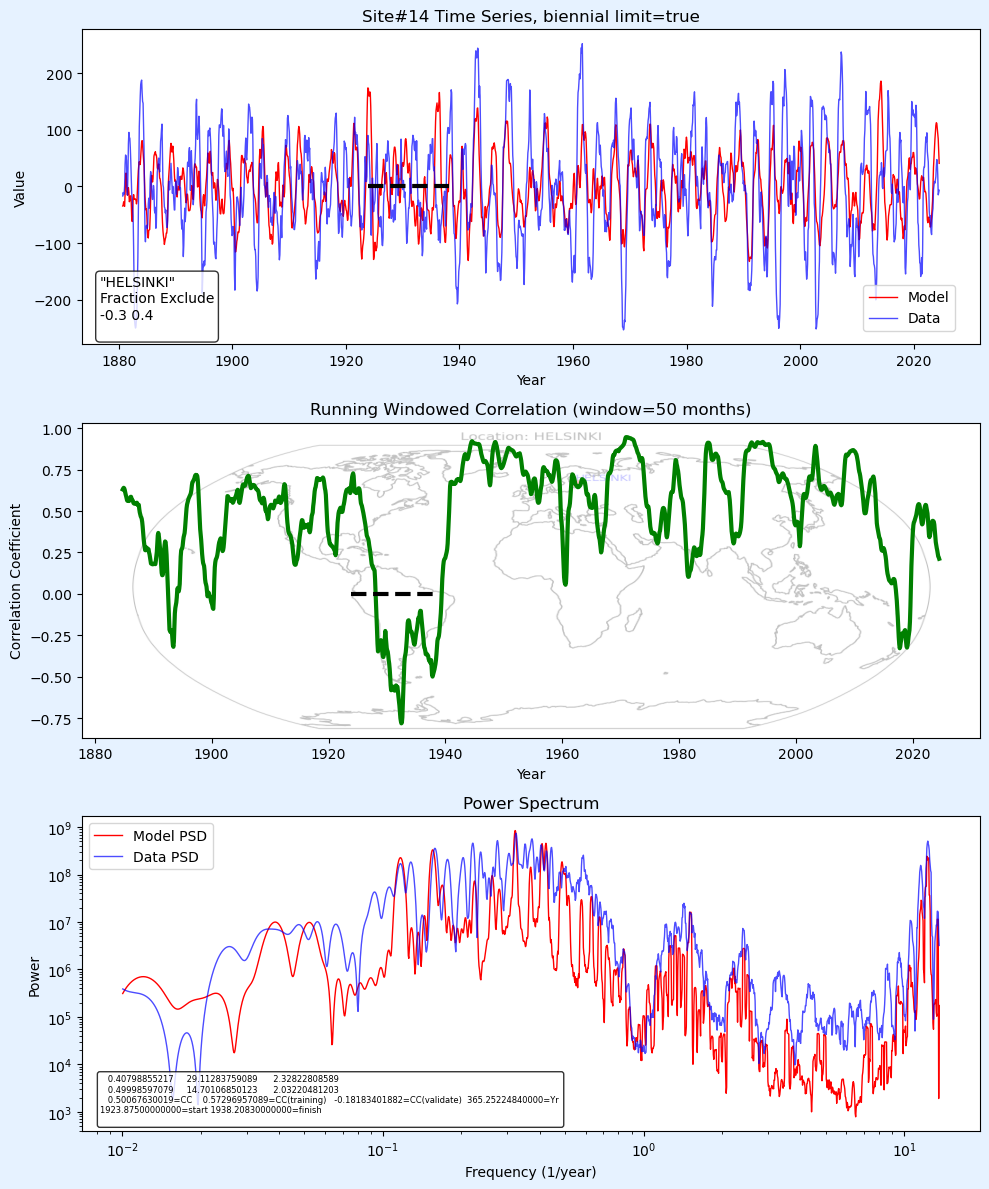 Site#14 Time Series, biennial limit=true
Value
200
100
0
−100
−200
"HELSINKI"
Fraction Exclude
-0.3 0.4
Model
Data
1880 1900 1920 1940 1960 1980 2000 2020
Year
Running Windowed Correlation (window=50 months)
Location: HELSINKI
HELSINKI
Correlation Coefficient
1.00
0.75
0.50
0.25
0.00
−0.25
−0.50
−0.75
1880 1900 1920 1940 1960 1980 2000 2020
Year
Power Spectrum
Model PSD
Data PSD
Power
10⁹
10⁸
10⁷
10⁶
10⁵
10⁴
10³
0.40798855217 29.11283759089 2.32822808589
0.49998597079 14.70106850123 2.03220481203
0.50067630019=CC 0.57296957089=CC(training) -0.18183401882=CC(validate) 365.25224840000=Yr
1923.87500000000=start 1938.20830000000=finish
10⁻² 10⁻¹ 10⁰ 10¹
Frequency (1/year)